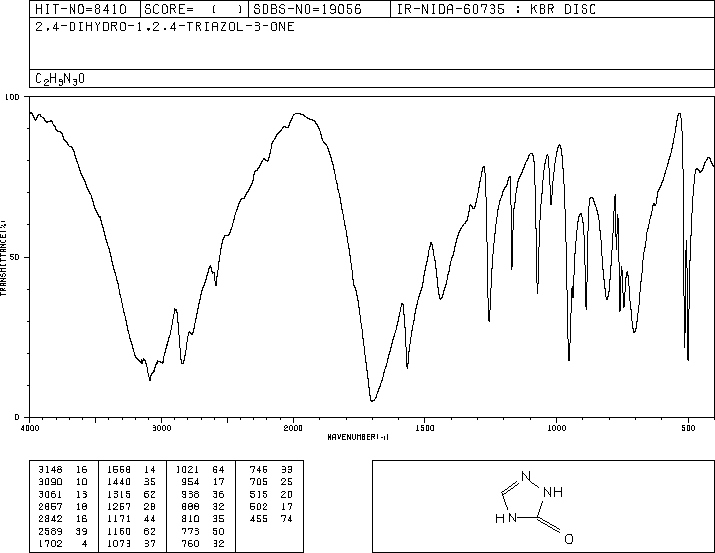 HIT-NO=8410 SCORE= ( ) SDBS-NO=19056 IR-NIDA-60735 : KBR DISC
2,4-DIHYDRO-1,2,4-TRIAZOL-3-ONE
C2H3N3O
100
50
0
TRANSMITTANCE(%)
4000 3000 2000 1500 1000 500
WAVENUMBER(-1)
3148 16 1568 14 1021 64 746 33
3090 10 1440 35 954 17 705 25
3061 13 1315 62 938 36 515 20
2857 18 1257 28 888 32 502 17
2842 16 1171 44 810 35 455 74
2589 39 1160 62 773 50
1702 4 1073 37 760 32
N
NH
HN
O